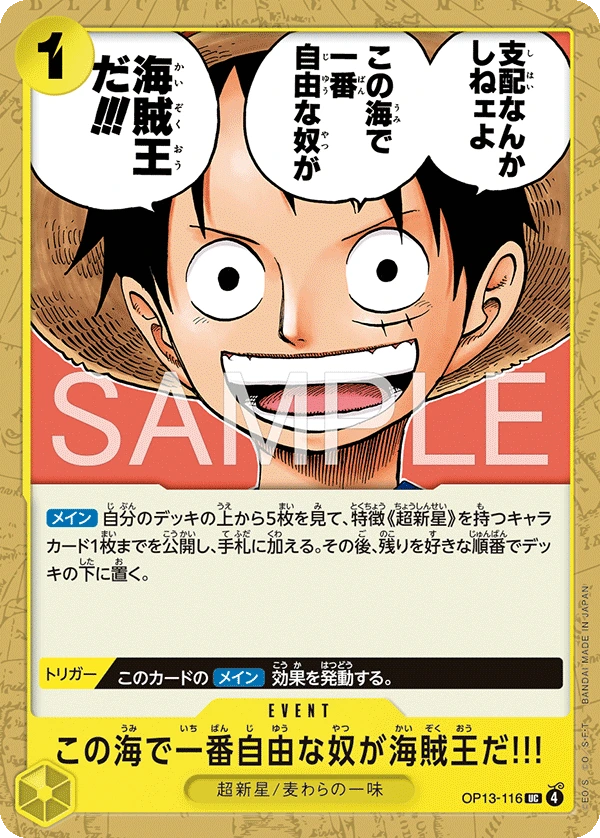 1
支配なんか
しねェよ
この海で
一番
自由な奴が
海賊王
だ!!!
SAMPLE
メイン 自分のデッキの上から5枚を見て、特徴《超新星》を持つキャラ
カード1枚までを公開し、手札に加える。その後、残りを好きな順番でデッ
キの下に置く。
トリガー このカードの メイン 効果を発動する。
EVENT
この海で一番自由な奴が海賊王だ!!!
超新星/麦わらの一味
OP13-116 UC 4
BANDAI MADE IN JAPAN